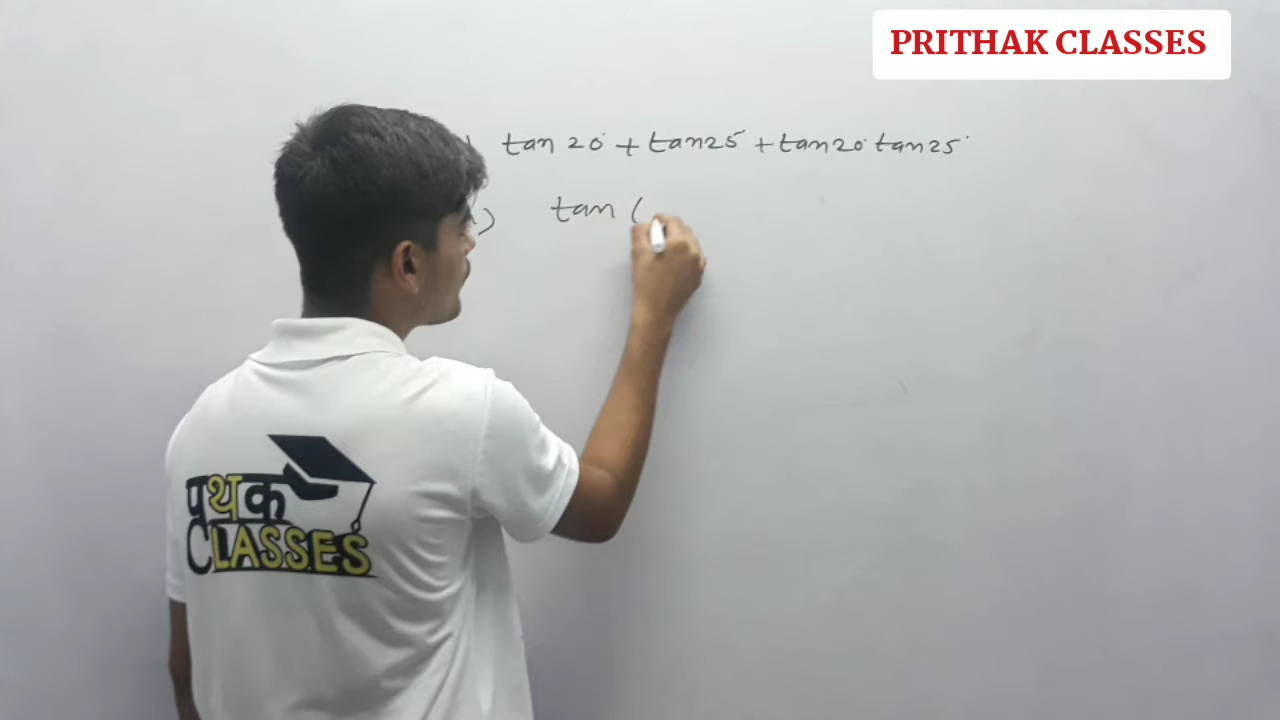 PRITHAK CLASSES
tan 20° + tan25° + tan20° tan25°
) tan (
पृथक
CLASSES